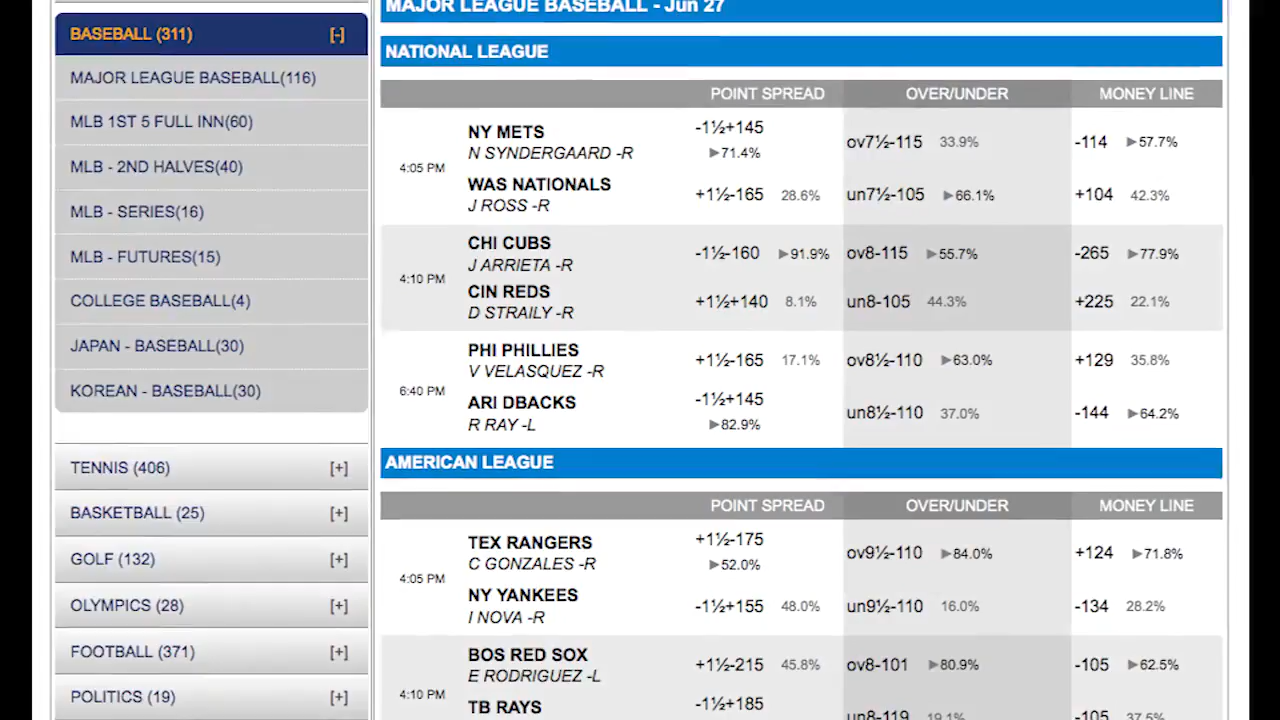 MAJOR LEAGUE BASEBALL - Jun 27
BASEBALL (311) [-]
MAJOR LEAGUE BASEBALL(116)
MLB 1ST 5 FULL INN(60)
MLB - 2ND HALVES(40)
MLB - SERIES(16)
MLB - FUTURES(15)
COLLEGE BASEBALL(4)
JAPAN - BASEBALL(30)
KOREAN - BASEBALL(30)
TENNIS (406) [+]
BASKETBALL (25) [+]
GOLF (132) [+]
OLYMPICS (28) [+]
FOOTBALL (371) [+]
POLITICS (19) [+]
NATIONAL LEAGUE
POINT SPREAD OVER/UNDER MONEY LINE
4:05 PM
NY METS -1½+145 ov7½-115 33.9% -114 ▶57.7%
N SYNDERGAARD -R ▶71.4%
WAS NATIONALS +1½-165 28.6% un7½-105 ▶66.1% +104 42.3%
J ROSS -R
4:10 PM
CHI CUBS -1½-160 ▶91.9% ov8-115 ▶55.7% -265 ▶77.9%
J ARRIETA -R
CIN REDS +1½+140 8.1% un8-105 44.3% +225 22.1%
D STRAILY -R
6:40 PM
PHI PHILLIES +1½-165 17.1% ov8½-110 ▶63.0% +129 35.8%
V VELASQUEZ -R
ARI DBACKS -1½+145 un8½-110 37.0% -144 ▶64.2%
R RAY -L ▶82.9%
AMERICAN LEAGUE
POINT SPREAD OVER/UNDER MONEY LINE
4:05 PM
TEX RANGERS +1½-175 ov9½-110 ▶84.0% +124 ▶71.8%
C GONZALES -R ▶52.0%
NY YANKEES -1½+155 48.0% un9½-110 16.0% -134 28.2%
I NOVA -R
4:10 PM
BOS RED SOX +1½-215 45.8% ov8-101 ▶80.9% -105 ▶62.5%
E RODRIGUEZ -L
TB RAYS -1½+185 un8-119 19.1% -105 37.5%